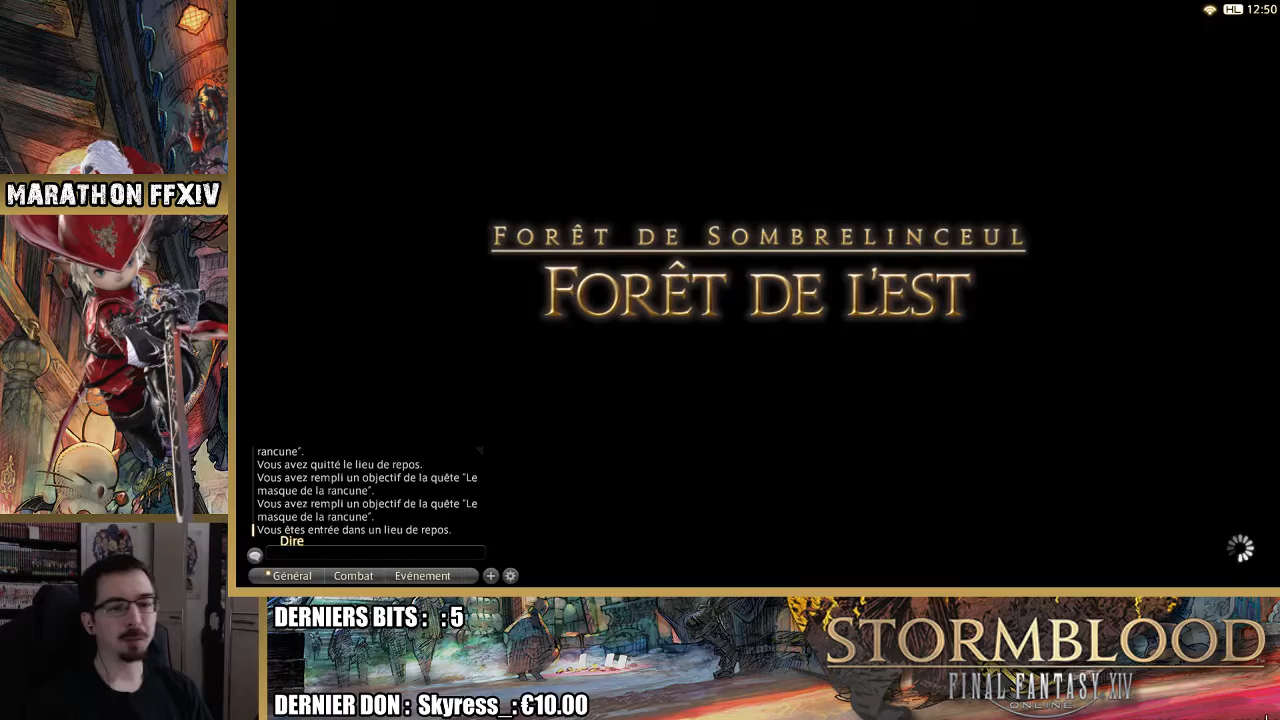 HL 12:50
MARATHON FFXIV
FORÊT DE SOMBRELINCEUL
FORÊT DE L'EST
rancune".
Vous avez quitté le lieu de repos.
Vous avez rempli un objectif de la quête "Le
masque de la rancune".
Vous avez rempli un objectif de la quête "Le
masque de la rancune".
Vous êtes entrée dans un lieu de repos.
Dire
Général Combat Evénement
DERNIERS BITS : : 5
DERNIER DON : Skyress_: €10.00
STORMBLOOD
FINAL FANTASY XIV
ONLINE